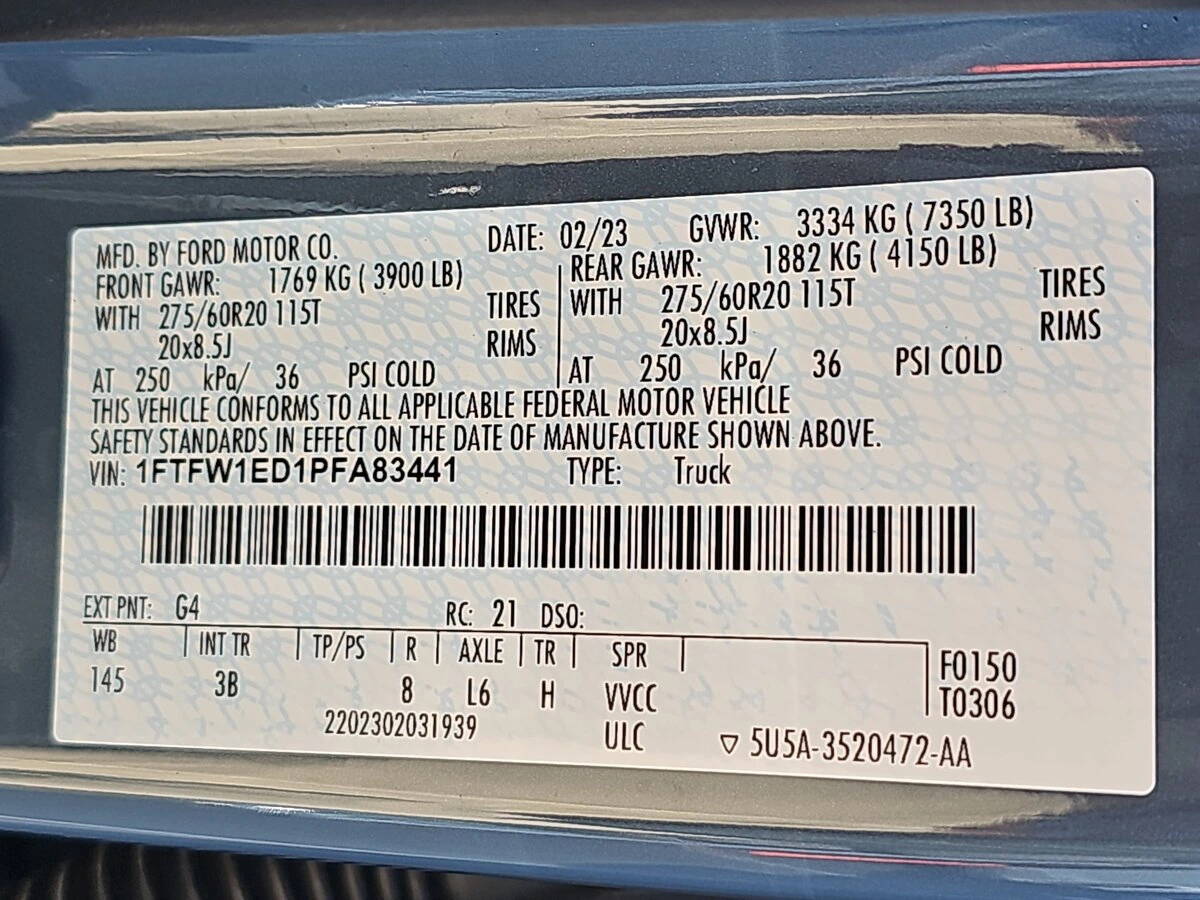 MFD. BY FORD MOTOR CO. DATE: 02/23 GVWR: 3334 KG ( 7350 LB)
FRONT GAWR: 1769 KG ( 3900 LB) REAR GAWR: 1882 KG ( 4150 LB)
WITH 275/60R20 115T TIRES WITH 275/60R20 115T TIRES
20x8.5J RIMS 20x8.5J RIMS
AT 250 kPa/ 36 PSI COLD AT 250 kPa/ 36 PSI COLD
THIS VEHICLE CONFORMS TO ALL APPLICABLE FEDERAL MOTOR VEHICLE
SAFETY STANDARDS IN EFFECT ON THE DATE OF MANUFACTURE SHOWN ABOVE.
VIN: 1FTFW1ED1PFA83441 TYPE: Truck
EXT PNT: G4 RC: 21 DSO:
WB INT TR TP/PS R AXLE TR SPR F0150
145 3B 8 L6 H VVCC T0306
2202302031939 ULC ▽ 5U5A-3520472-AA